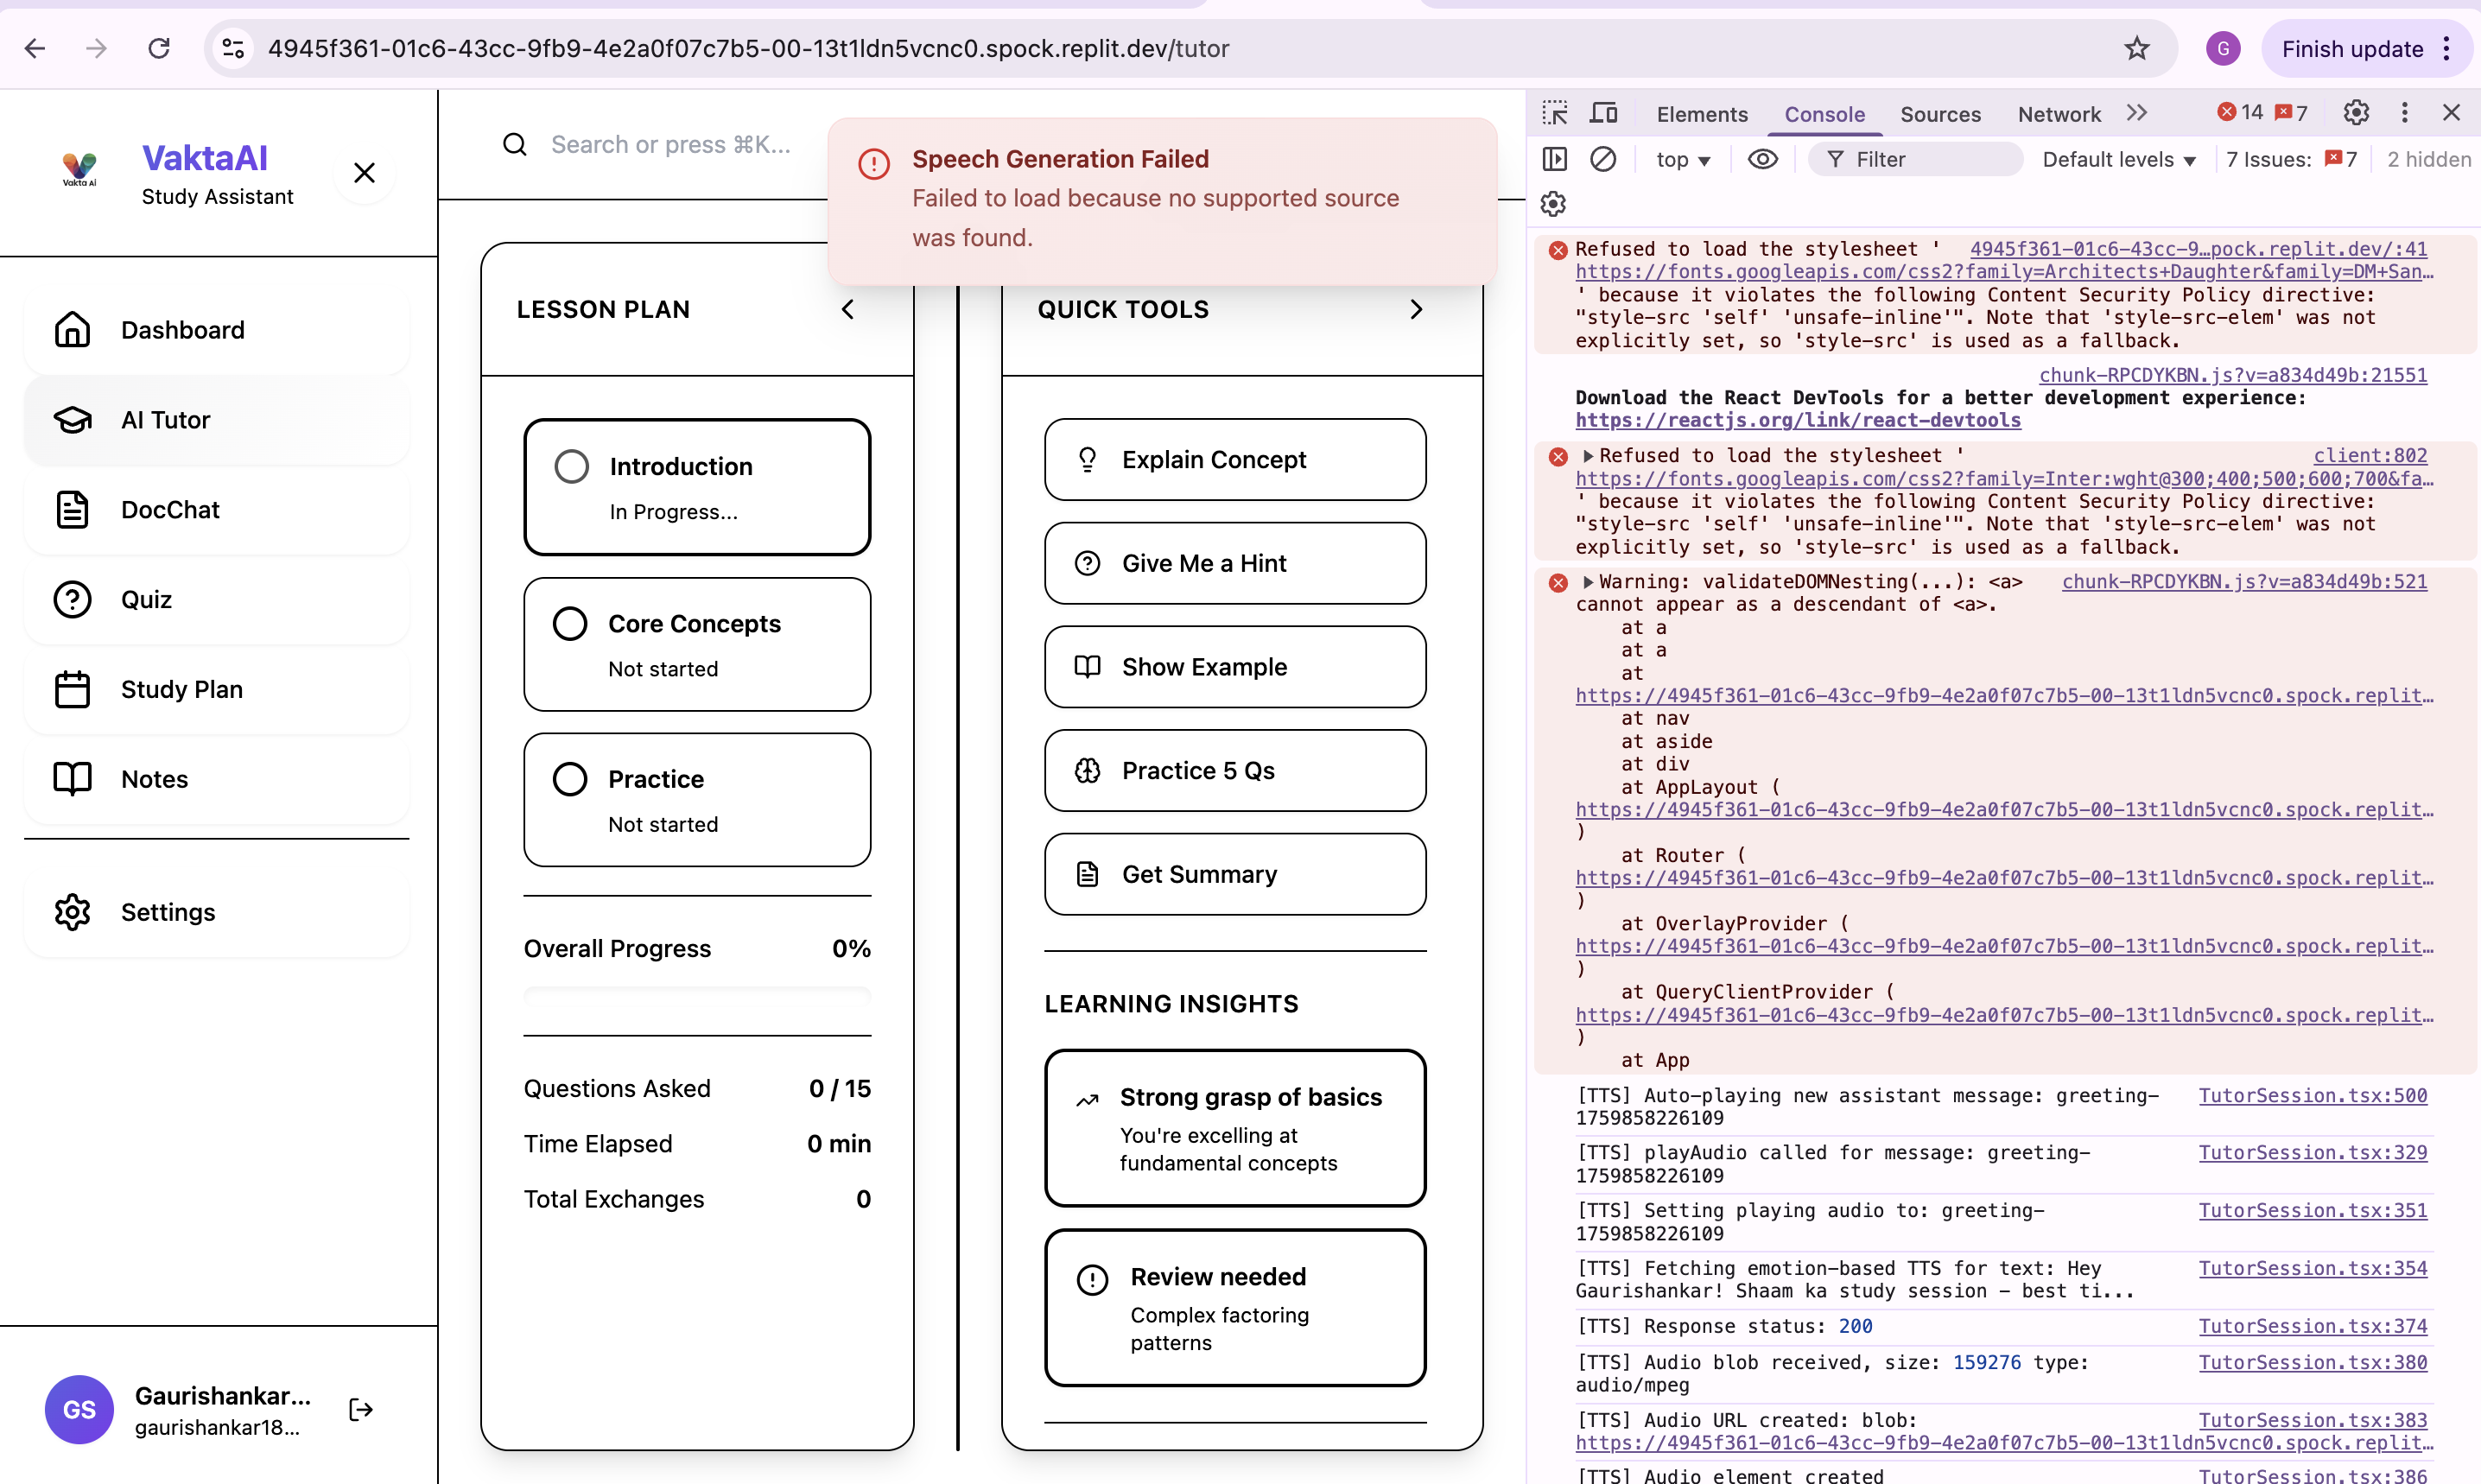 4945f361-01c6-43cc-9fb9-4e2a0f07c7b5-00-13t1ldn5vcnc0.spock.replit.dev/tutor
G
Finish update
Vakta AI
VaktaAI
Study Assistant
Dashboard
AI Tutor
DocChat
Quiz
Study Plan
Notes
Settings
GS
Gaurishankar...
gaurishankar18...
Search or press ⌘K...
Speech Generation Failed
Failed to load because no supported source
was found.
LESSON PLAN
Introduction
In Progress...
Core Concepts
Not started
Practice
Not started
Overall Progress 0%
Questions Asked 0 / 15
Time Elapsed 0 min
Total Exchanges 0
QUICK TOOLS
Explain Concept
Give Me a Hint
Show Example
Practice 5 Qs
Get Summary
LEARNING INSIGHTS
Strong grasp of basics
You're excelling at
fundamental concepts
Review needed
Complex factoring
patterns
Elements Console Sources Network 14 7
top Filter Default levels 7 Issues: 7 2 hidden
Refused to load the stylesheet ' 4945f361-01c6-43cc-9…pock.replit.dev/:41
https://fonts.googleapis.com/css2?family=Architects+Daughter&family=DM+San…
' because it violates the following Content Security Policy directive:
"style-src 'self' 'unsafe-inline'". Note that 'style-src-elem' was not
explicitly set, so 'style-src' is used as a fallback.
chunk-RPCDYKBN.js?v=a834d49b:21551
Download the React DevTools for a better development experience:
https://reactjs.org/link/react-devtools
Refused to load the stylesheet ' client:802
https://fonts.googleapis.com/css2?family=Inter:wght@300;400;500;600;700&fa…
' because it violates the following Content Security Policy directive:
"style-src 'self' 'unsafe-inline'". Note that 'style-src-elem' was not
explicitly set, so 'style-src' is used as a fallback.
Warning: validateDOMNesting(...): <a> chunk-RPCDYKBN.js?v=a834d49b:521
cannot appear as a descendant of <a>.
at a
at a
at
https://4945f361-01c6-43cc-9fb9-4e2a0f07c7b5-00-13t1ldn5vcnc0.spock.replit…
at nav
at aside
at div
at AppLayout (
https://4945f361-01c6-43cc-9fb9-4e2a0f07c7b5-00-13t1ldn5vcnc0.spock.replit…
)
at Router (
https://4945f361-01c6-43cc-9fb9-4e2a0f07c7b5-00-13t1ldn5vcnc0.spock.replit…
)
at OverlayProvider (
https://4945f361-01c6-43cc-9fb9-4e2a0f07c7b5-00-13t1ldn5vcnc0.spock.replit…
)
at QueryClientProvider (
https://4945f361-01c6-43cc-9fb9-4e2a0f07c7b5-00-13t1ldn5vcnc0.spock.replit…
)
at App
[TTS] Auto-playing new assistant message: greeting- TutorSession.tsx:500
1759858226109
[TTS] playAudio called for message: greeting- TutorSession.tsx:329
1759858226109
[TTS] Setting playing audio to: greeting- TutorSession.tsx:351
1759858226109
[TTS] Fetching emotion-based TTS for text: Hey TutorSession.tsx:354
Gaurishankar! Shaam ka study session - best ti...
[TTS] Response status: 200 TutorSession.tsx:374
[TTS] Audio blob received, size: 159276 type: TutorSession.tsx:380
audio/mpeg
[TTS] Audio URL created: blob: TutorSession.tsx:383
https://4945f361-01c6-43cc-9fb9-4e2a0f07c7b5-00-13t1ldn5vcnc0.spock.replit…
[TTS] Audio element created TutorSession.tsx:386